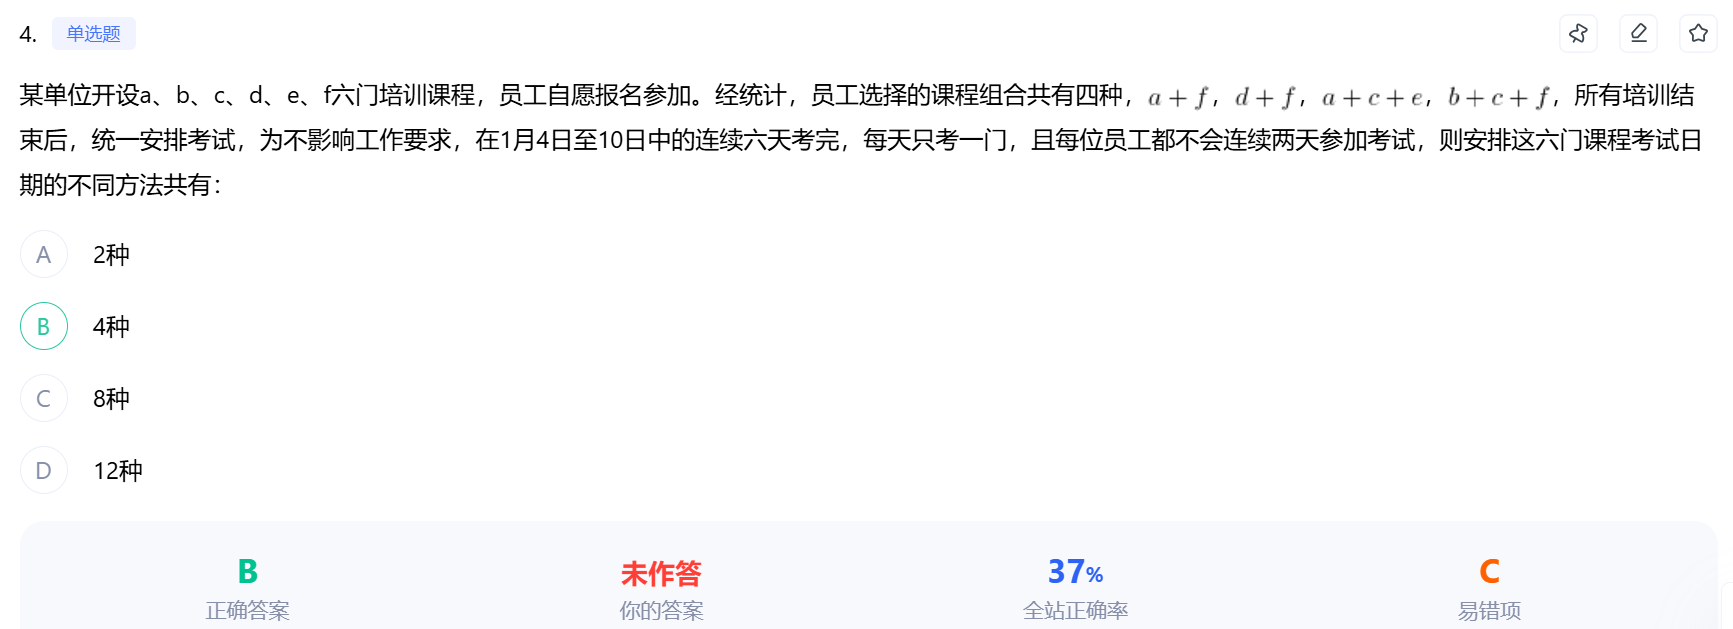 4. 单选题
某单位开设a、b、c、d、e、f六门培训课程，员工自愿报名参加。经统计，员工选择的课程组合共有四种，a + f，d + f，a + c + e，b + c + f，所有培训结
束后，统一安排考试，为不影响工作要求，在1月4日至10日中的连续六天考完，每天只考一门，且每位员工都不会连续两天参加考试，则安排这六门课程考试日
期的不同方法共有：
A 2种
B 4种
C 8种
D 12种
B 未作答 37% C
正确答案 你的答案 全站正确率 易错项